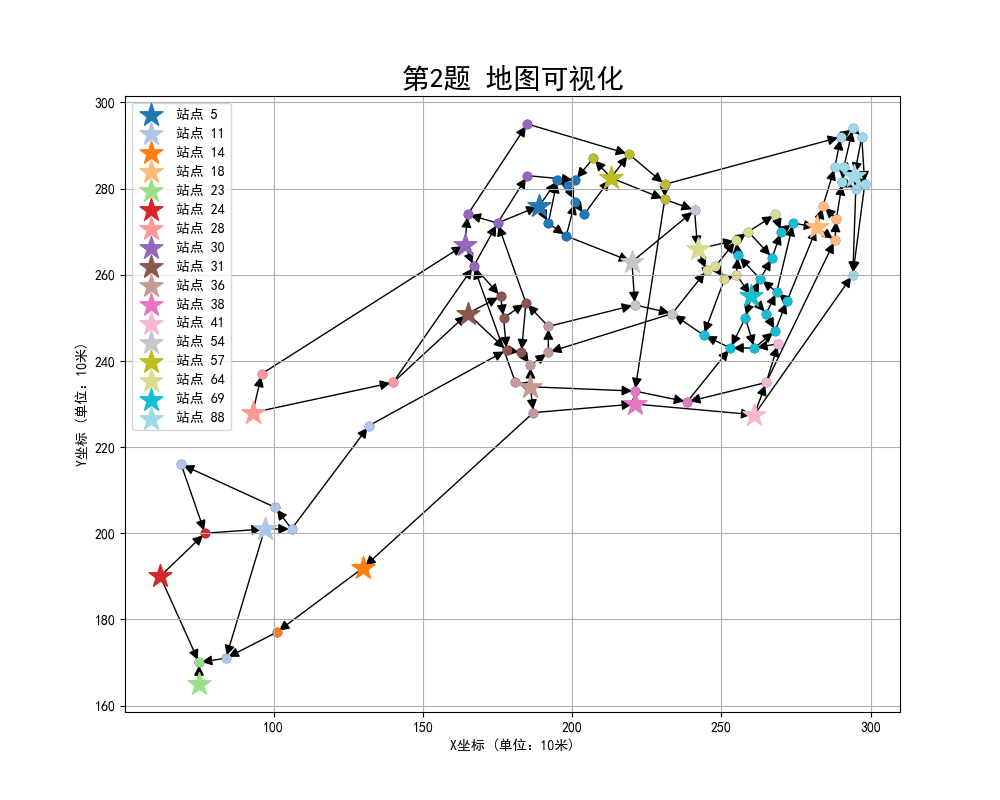 第2题 地图可视化
300
280
260
240
220
200
180
160
Y坐标 (单位: 10米)
站点 5
站点 11
站点 14
站点 18
站点 23
站点 24
站点 28
站点 30
站点 31
站点 36
站点 38
站点 41
站点 54
站点 57
站点 64
站点 69
站点 88
100
150
200
250
300
X坐标 (单位: 10米)